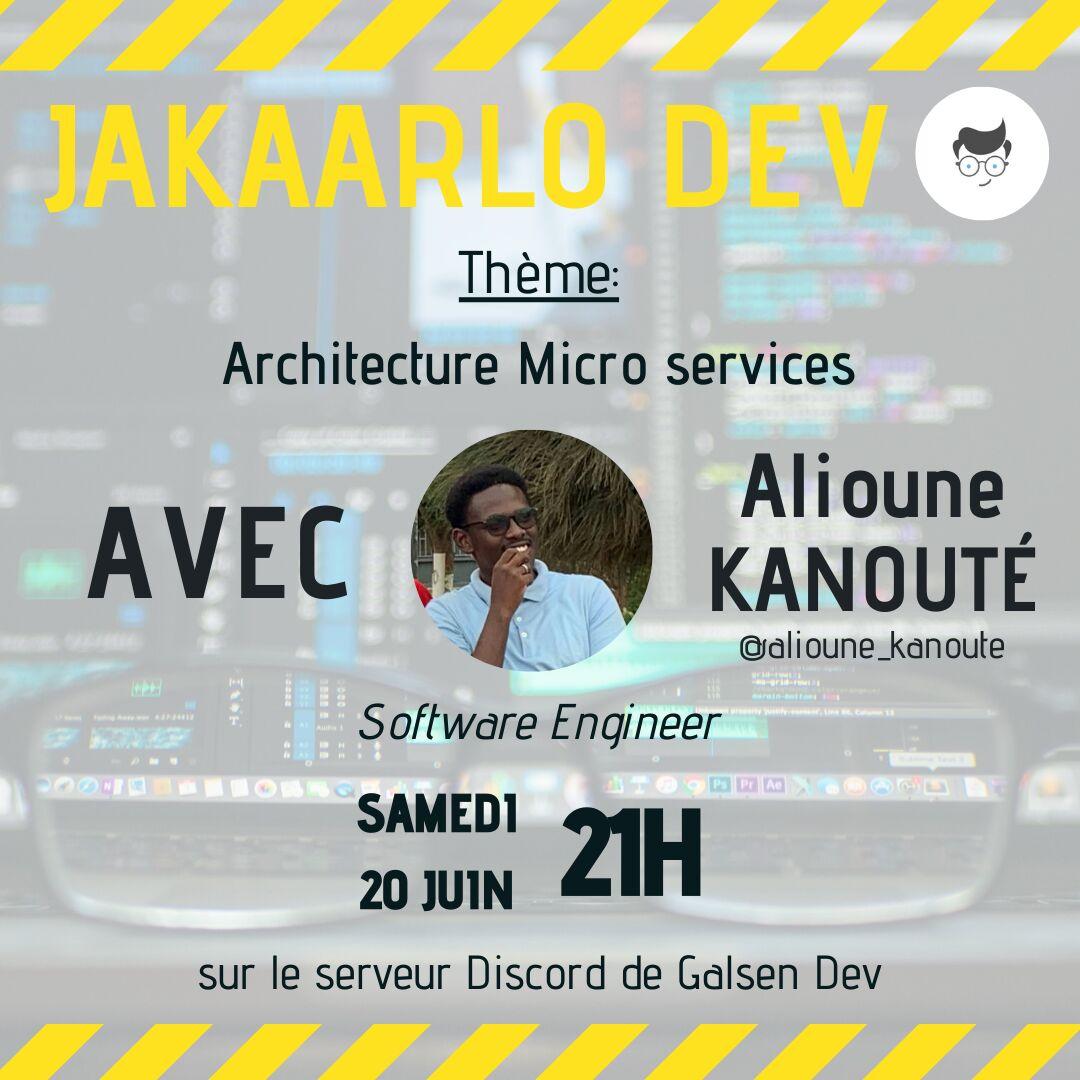 JAKAARLO DEV
Thème:
Architecture Micro services
AVEC
Alioune
KANOUTÉ
@alioune_kanoute
Software Engineer
SAMEDI
20 JUIN
21H
sur le serveur Discord de Galsen Dev